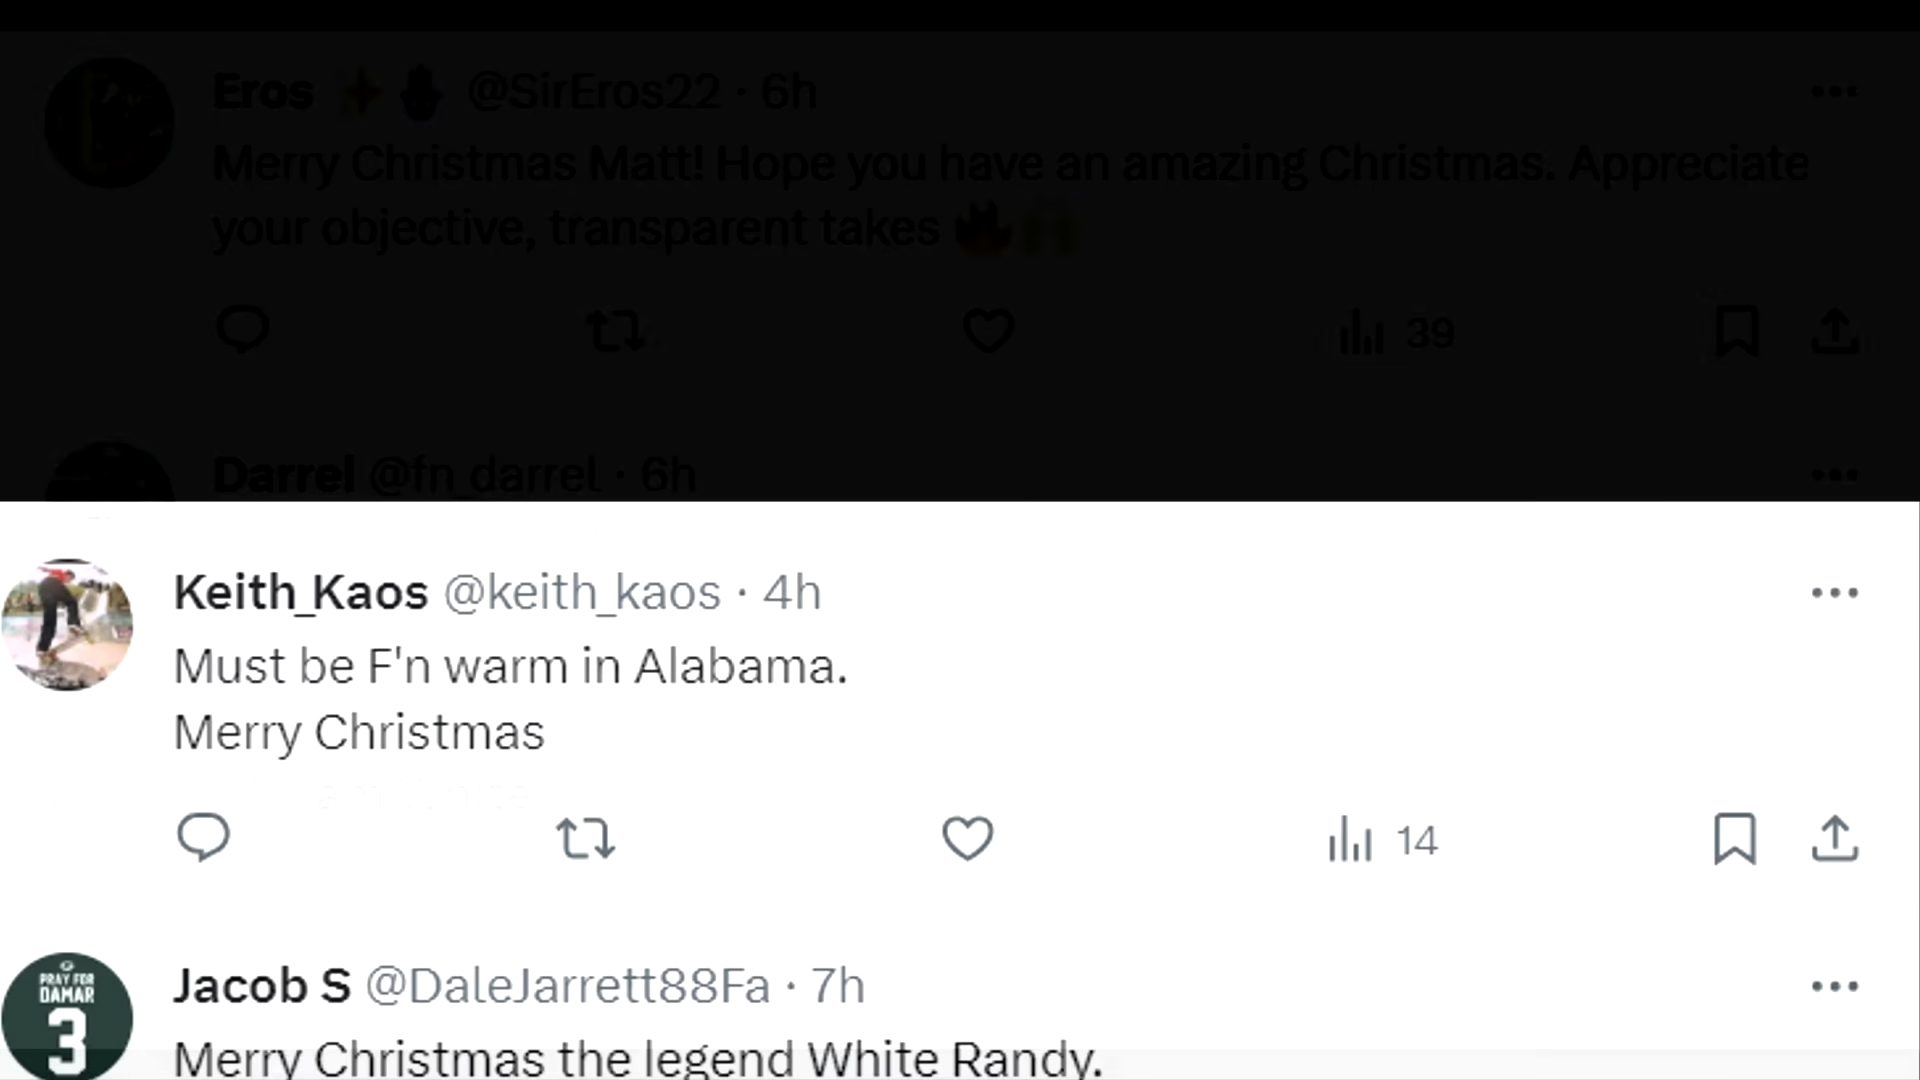 Eros @SirEros22 · 6h
Merry Christmas Matt! Hope you have an amazing Christmas. Appreciate
your objective, transparent takes
39
Darrel @fn_darrel · 6h
Keith_Kaos @keith_kaos · 4h
Must be F'n warm in Alabama.
Merry Christmas
14
PRAY FOR
DAMAR
3
Jacob S @DaleJarrett88Fa · 7h
Merry Christmas the legend White Randy.